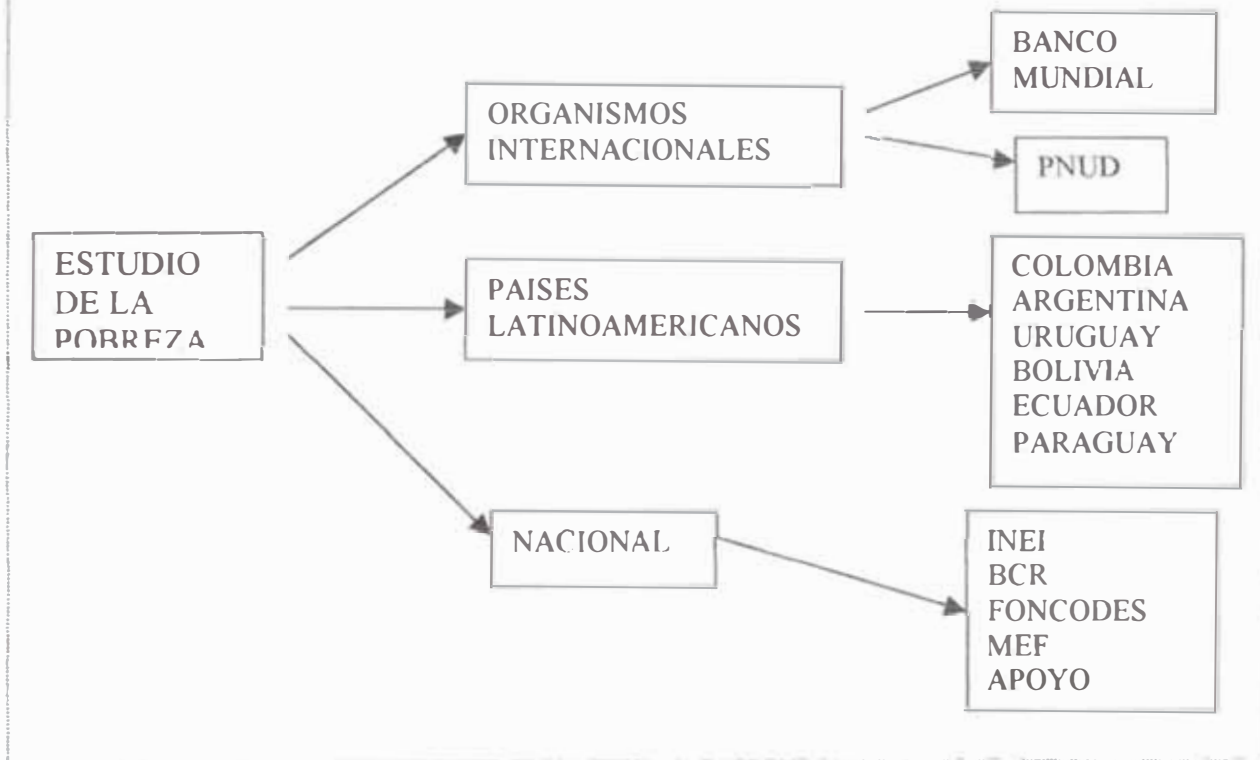 BANCO
MUNDIAL
ORGANISMOS
INTERNACIONALES
PNUD
ESTUDIO
DE LA
POBREZA
PAISES
LATINOAMERICANOS
COLOMBIA
ARGENTINA
URUGUAY
BOLIVIA
ECUADOR
PARAGUAY
NACIONAL
INEI
BCR
FONCODES
MEF
APOYO